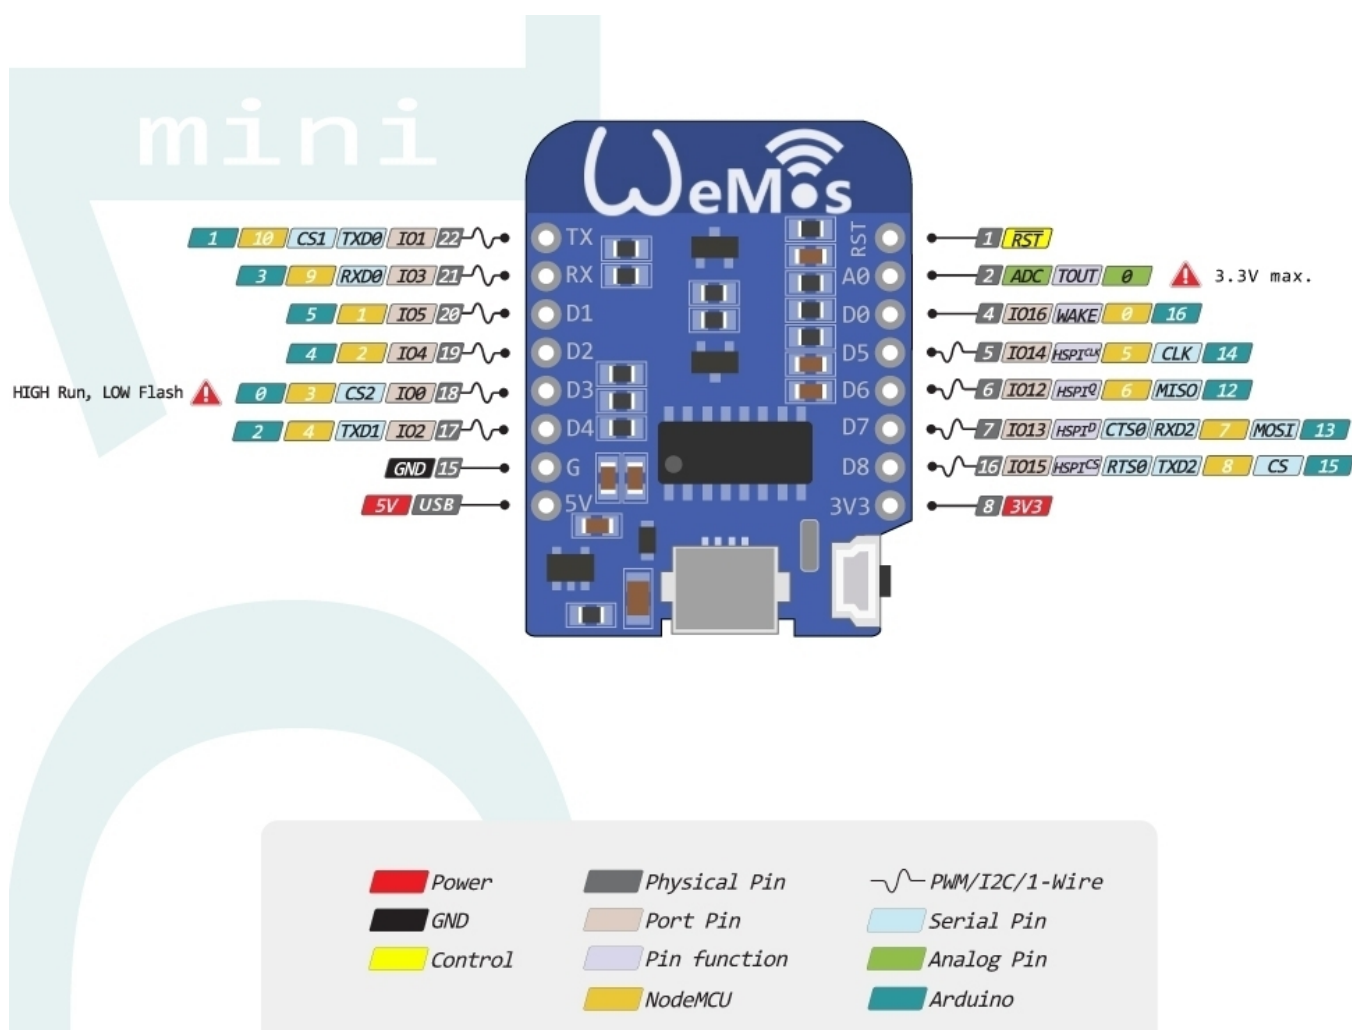 mini
WeMos
1 10 CS1 TXD0 IO1 22 TX RST 1 RST
3 9 RXD0 IO3 21 RX A0 2 ADC TOUT 0 3.3V max.
5 1 IO5 20 D1 D0 4 IO16 WAKE 0 16
4 2 IO4 19 D2 D5 5 IO14 HSPICLK 5 CLK 14
HIGH Run, LOW Flash 0 3 CS2 IO0 18 D3 D6 6 IO12 HSPIQ 6 MISO 12
2 4 TXD1 IO2 17 D4 D7 7 IO13 HSPID CTS0 RXD2 7 MOSI 13
GND 15 G D8 16 IO15 HSPICS RTS0 TXD2 8 CS 15
5V USB 5V 3V3 8 3V3
Power Physical Pin PWM/I2C/1-Wire
GND Port Pin Serial Pin
Control Pin function Analog Pin
NodeMCU Arduino